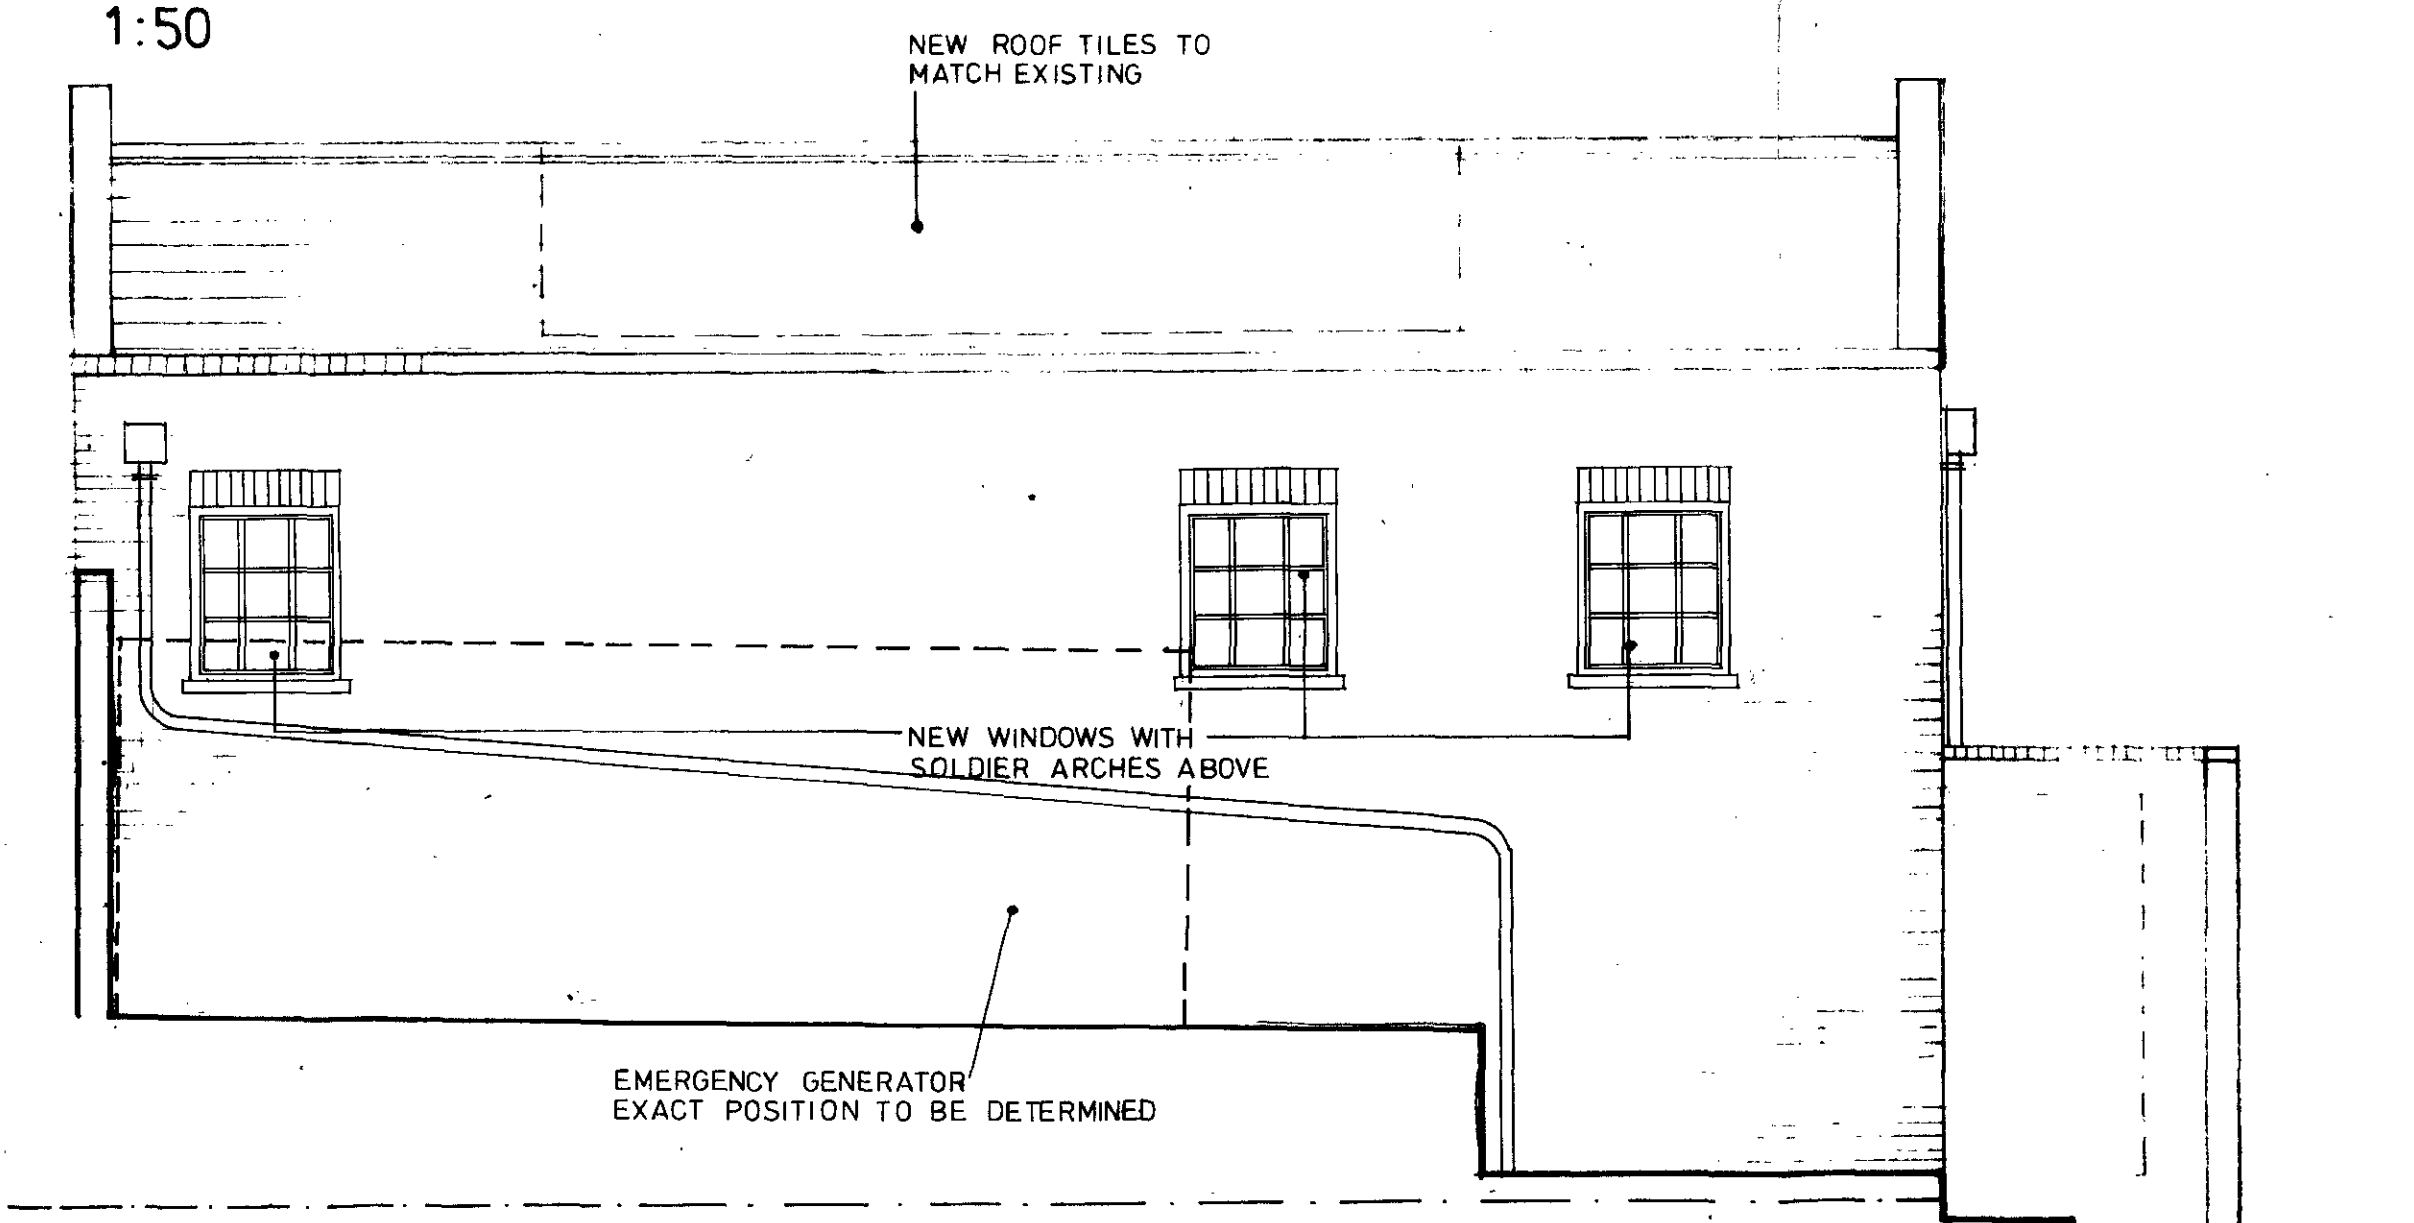 1:50
NEW ROOF TILES TO
MATCH EXISTING
NEW WINDOWS WITH
SOLDIER ARCHES ABOVE
EMERGENCY GENERATOR
EXACT POSITION TO BE DETERMINED